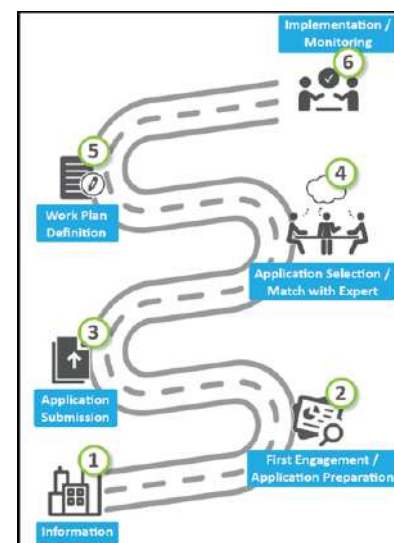 Implementation /
Monitoring
6
5
4
Work Plan
Definition
Application Selection /
Match with Expert
3
Application
Submission
2
1
First Engagement /
Application Preparation
Information